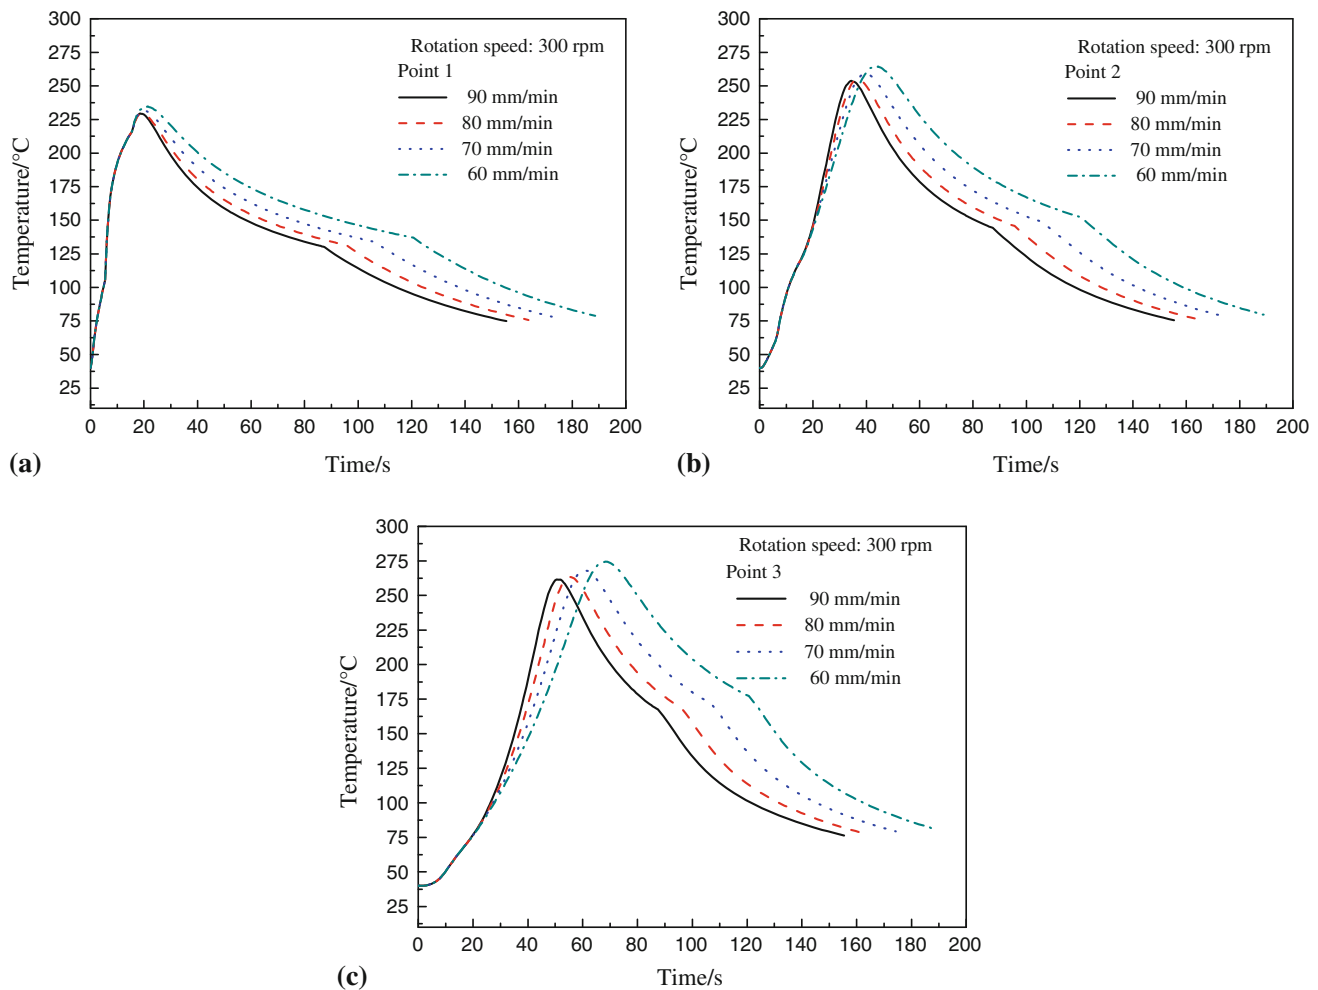 300
275
250
225
200
175
150
125
100
75
50
25
0 20 40 60 80 100 120 140 160 180 200
Temperature/°C
Time/s
Rotation speed: 300 rpm
Point 1
90 mm/min
80 mm/min
70 mm/min
60 mm/min
(a)
300
275
250
225
200
175
150
125
100
75
50
25
0 20 40 60 80 100 120 140 160 180 200
Temperature/°C
Time/s
Rotation speed: 300 rpm
Point 2
90 mm/min
80 mm/min
70 mm/min
60 mm/min
(b)
300
275
250
225
200
175
150
125
100
75
50
25
0 20 40 60 80 100 120 140 160 180 200
Temperature/°C
Time/s
Rotation speed: 300 rpm
Point 3
90 mm/min
80 mm/min
70 mm/min
60 mm/min
(c)